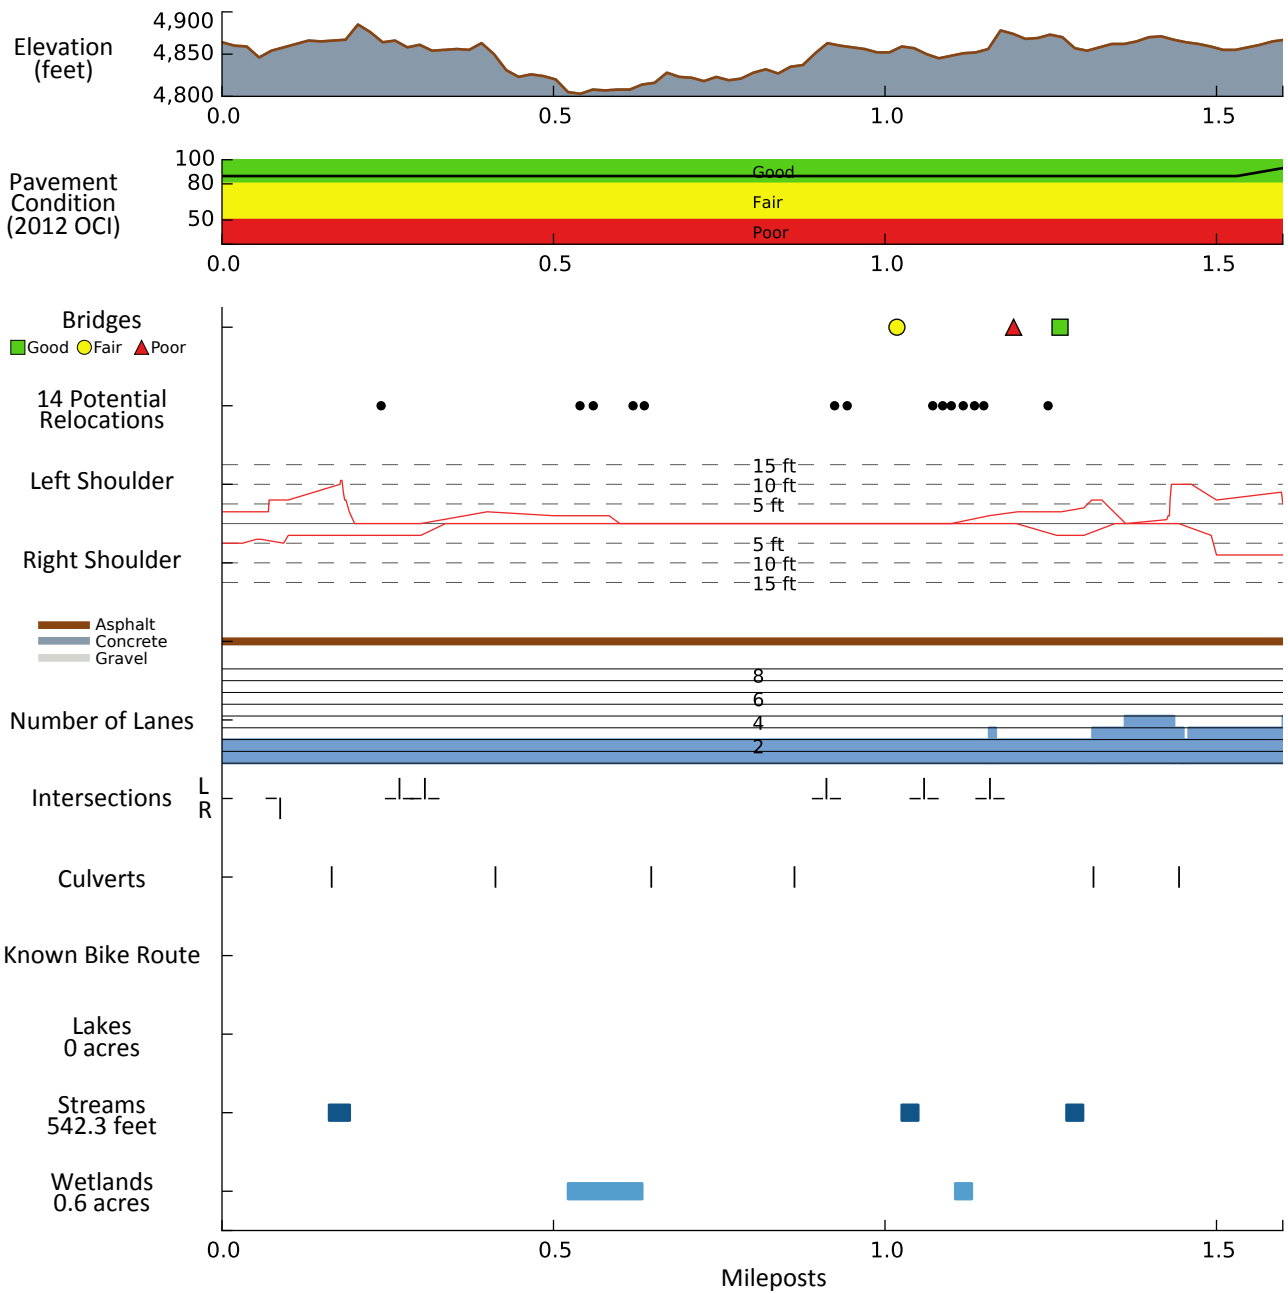 4,900
4,850
4,800
Elevation
(feet)
0.0 0.5 1.0 1.5
100
80
50
Pavement
Condition
(2012 OCI)
Good
Fair
Poor
0.0 0.5 1.0 1.5
Bridges
Good Fair Poor
14 Potential
Relocations
Left Shoulder
15 ft
10 ft
5 ft
Right Shoulder
5 ft
10 ft
15 ft
Asphalt
Concrete
Gravel
Number of Lanes
8
6
4
2
Intersections
L
R
Culverts
Known Bike Route
Lakes
0 acres
Streams
542.3 feet
Wetlands
0.6 acres
0.0 0.5 1.0 1.5
Mileposts